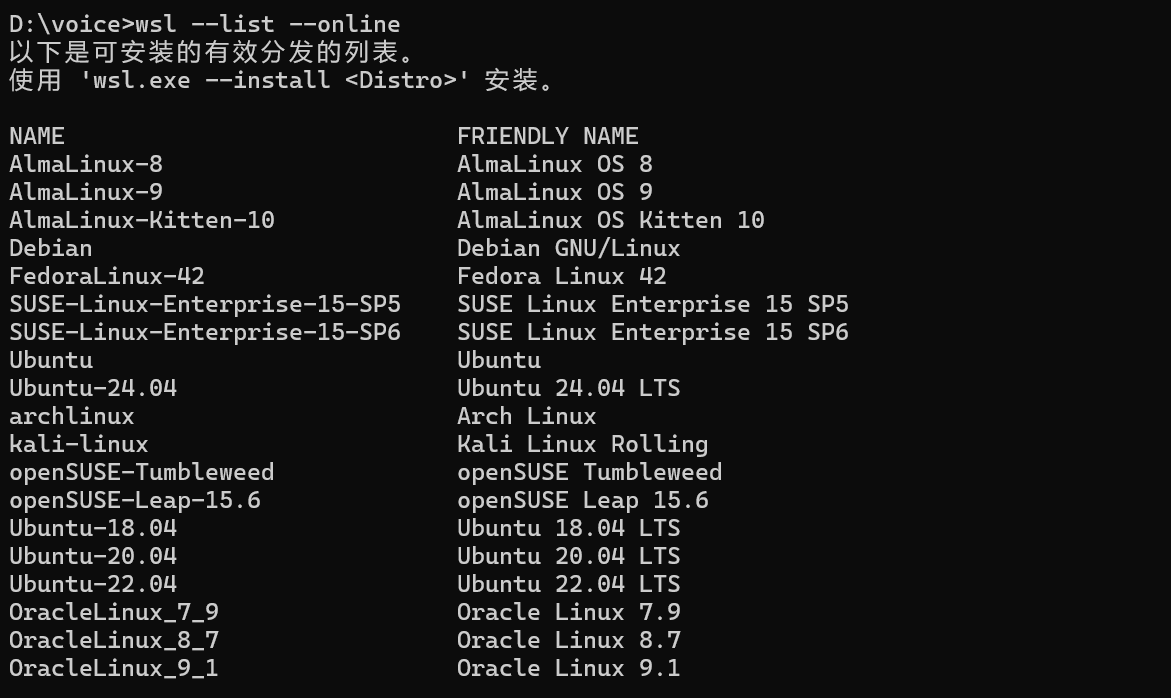 D:\voice>wsl --list --online
以下是可安装的有效分发的列表。
使用 'wsl.exe --install <Distro>' 安装。
NAME FRIENDLY NAME
AlmaLinux-8 AlmaLinux OS 8
AlmaLinux-9 AlmaLinux OS 9
AlmaLinux-Kitten-10 AlmaLinux OS Kitten 10
Debian Debian GNU/Linux
FedoraLinux-42 Fedora Linux 42
SUSE-Linux-Enterprise-15-SP5 SUSE Linux Enterprise 15 SP5
SUSE-Linux-Enterprise-15-SP6 SUSE Linux Enterprise 15 SP6
Ubuntu Ubuntu
Ubuntu-24.04 Ubuntu 24.04 LTS
archlinux Arch Linux
kali-linux Kali Linux Rolling
openSUSE-Tumbleweed openSUSE Tumbleweed
openSUSE-Leap-15.6 openSUSE Leap 15.6
Ubuntu-18.04 Ubuntu 18.04 LTS
Ubuntu-20.04 Ubuntu 20.04 LTS
Ubuntu-22.04 Ubuntu 22.04 LTS
OracleLinux_7_9 Oracle Linux 7.9
OracleLinux_8_7 Oracle Linux 8.7
OracleLinux_9_1 Oracle Linux 9.1